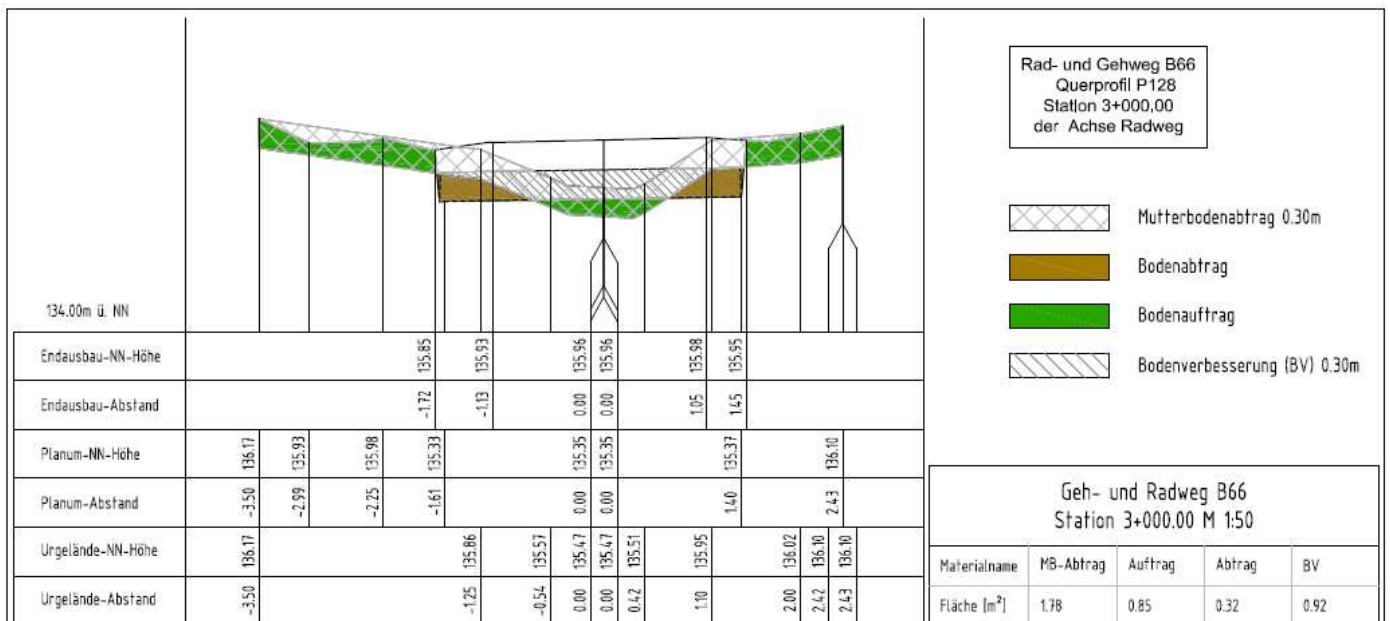 Rad- und Gehweg B66
Querprofil P128
Station 3+000,00
der Achse Radweg
Mutterbodenabtrag 0.30m
Bodenabtrag
Bodenauftrag
Bodenverbesserung (BV) 0.30m
134.00m ü. NN
Endausbau-NN-Höhe 135.85 135.93 135.96 135.96 135.98 135.95
Endausbau-Abstand -1.72 -1.13 0.00 0.00 1.05 1.45
Planum-NN-Höhe 136.17 135.93 135.98 135.33 135.35 135.35 135.37 136.10
Planum-Abstand -3.50 -2.99 -2.25 -1.61 0.00 0.00 1.40 2.43
Urgelände-NN-Höhe 136.17 135.86 135.57 135.47 135.47 135.51 135.95 136.02 136.10 136.10
Urgelände-Abstand -3.50 -1.25 -0.54 0.00 0.00 0.42 1.10 2.00 2.42 2.43
Geh- und Radweg B66
Station 3+000.00 M 1:50
Materialname MB-Abtrag Auftrag Abtrag BV
Fläche [m²] 1.78 0.85 0.32 0.92